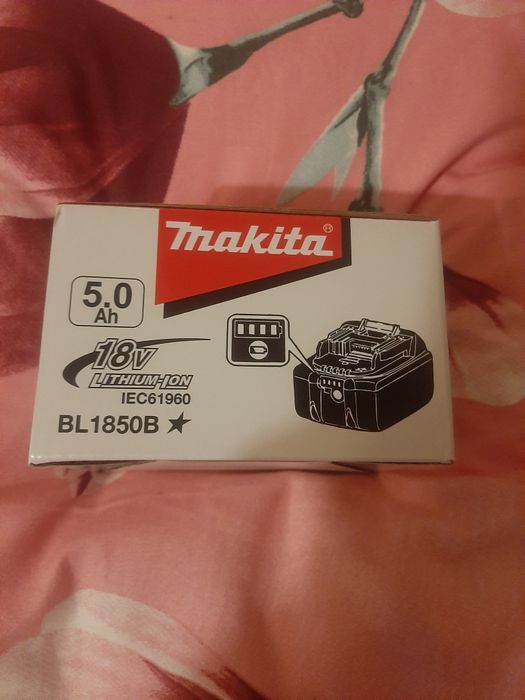 makita®
5.0
Ah
18V
LITHIUM-ION
IEC61960
BL1850B ★